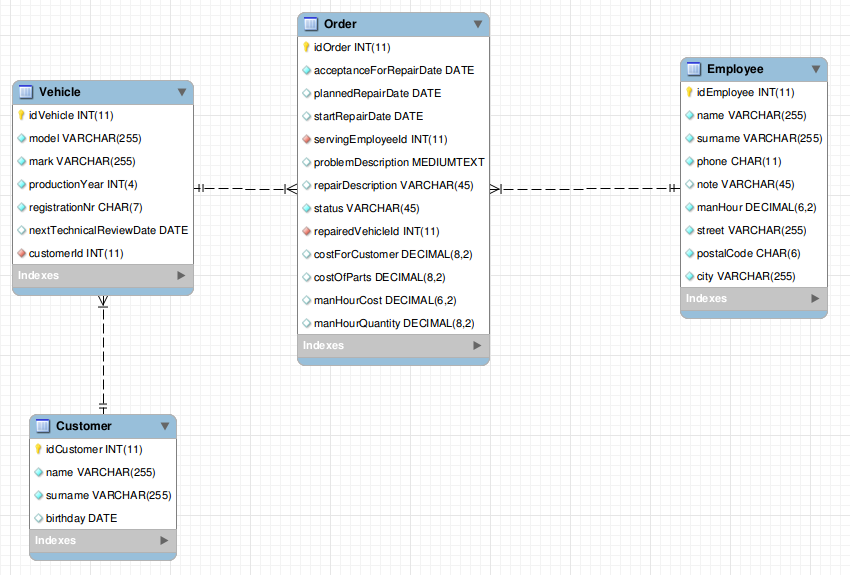 Order
idOrder INT(11)
acceptanceForRepairDate DATE
plannedRepairDate DATE
startRepairDate DATE
servingEmployeeId INT(11)
problemDescription MEDIUMTEXT
repairDescription VARCHAR(45)
status VARCHAR(45)
repairedVehicleId INT(11)
costForCustomer DECIMAL(8,2)
costOfParts DECIMAL(8,2)
manHourCost DECIMAL(6,2)
manHourQuantity DECIMAL(8,2)
Indexes
Vehicle
idVehicle INT(11)
model VARCHAR(255)
mark VARCHAR(255)
productionYear INT(4)
registrationNr CHAR(7)
nextTechnicalReviewDate DATE
customerId INT(11)
Indexes
Employee
idEmployee INT(11)
name VARCHAR(255)
surname VARCHAR(255)
phone CHAR(11)
note VARCHAR(45)
manHour DECIMAL(6,2)
street VARCHAR(255)
postalCode CHAR(6)
city VARCHAR(255)
Indexes
Customer
idCustomer INT(11)
name VARCHAR(255)
surname VARCHAR(255)
birthday DATE
Indexes